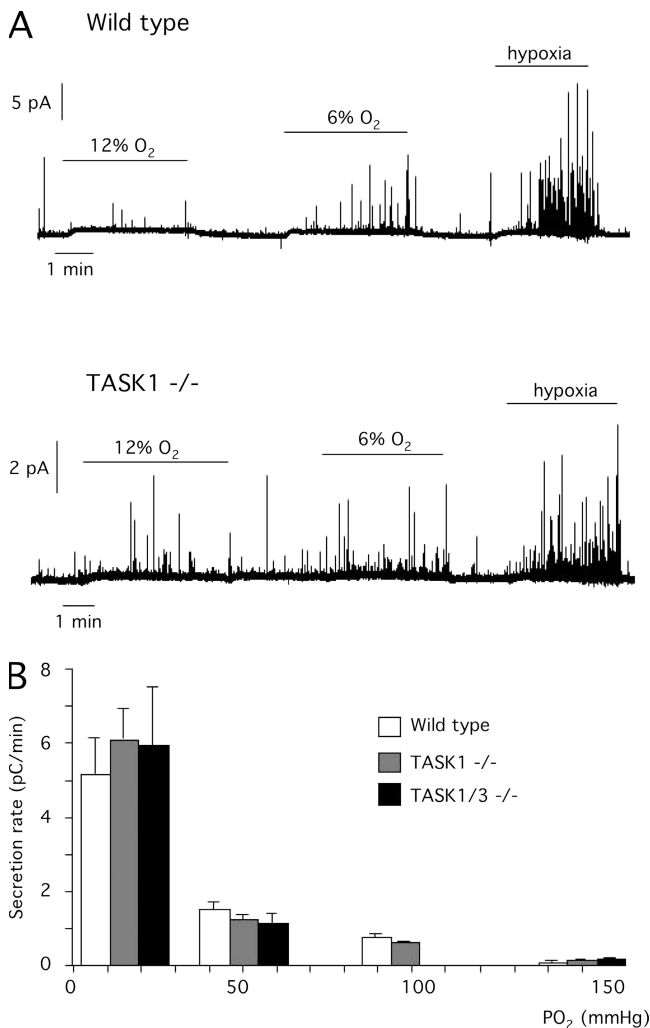 A
Wild type
hypoxia
5 pA
6% O₂
12% O₂
1 min
TASK1 -/-
hypoxia
12% O₂
6% O₂
2 pA
1 min
B
8
6
4
2
0
Secretion rate (pC/min)
Wild type
TASK1 -/-
TASK1/3 -/-
0 50 100 150
PO₂ (mmHg)